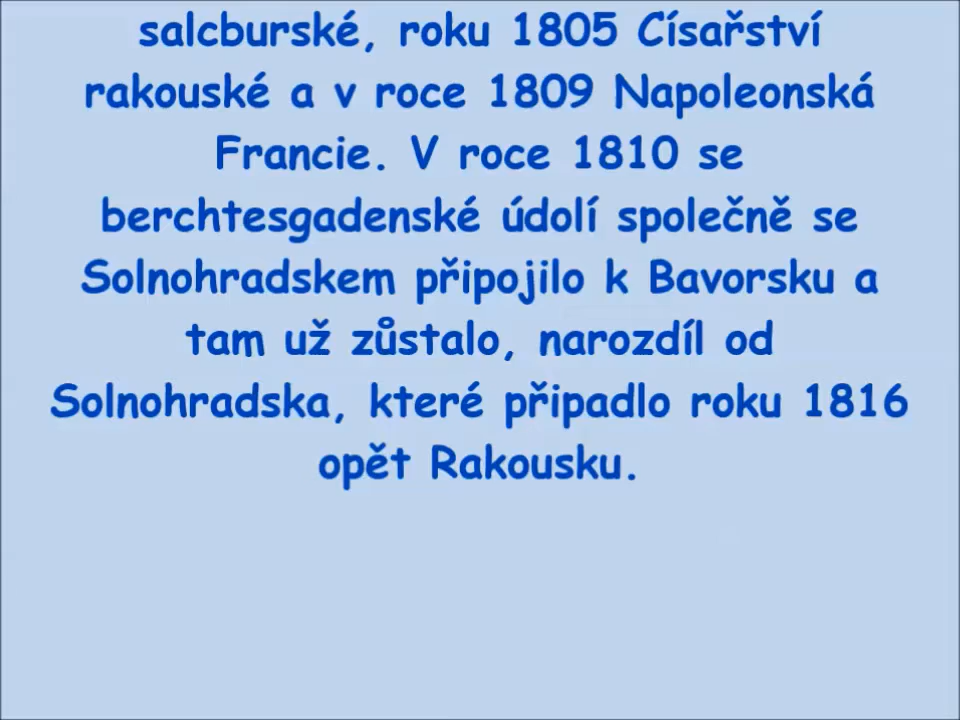 salcburské, roku 1805 Císařství
rakouské a v roce 1809 Napoleonská
Francie. V roce 1810 se
berchtesgadenské údolí společně se
Solnohradskem připojilo k Bavorsku a
tam už zůstalo, narozdíl od
Solnohradska, které připadlo roku 1816
opět Rakousku.